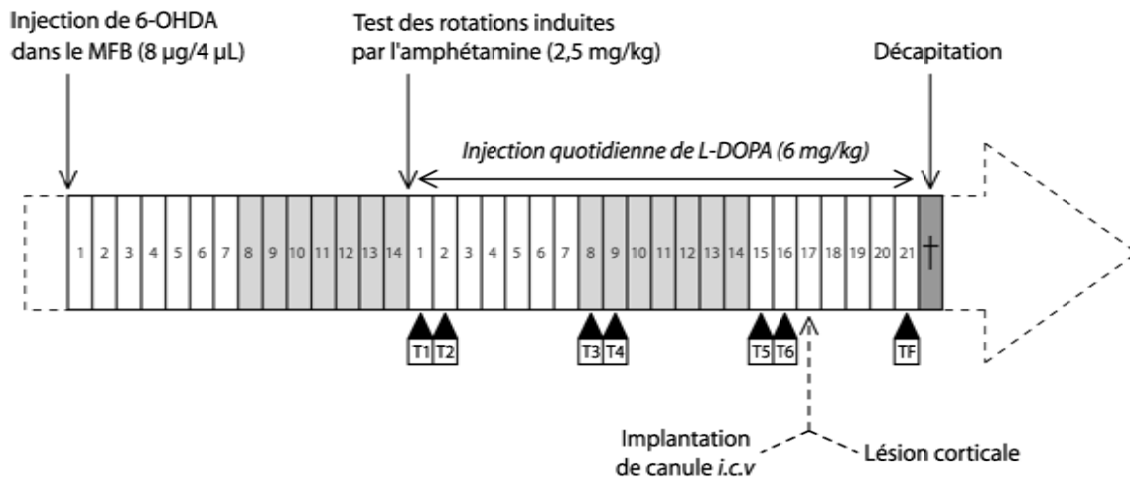 Injection de 6-OHDA
dans le MFB (8 µg/4 µL)
Test des rotations induites
par l'amphétamine (2,5 mg/kg)
Décapitation
Injection quotidienne de L-DOPA (6 mg/kg)
1 2 3 4 5 6 7 8 9 10 11 12 13 14 1 2 3 4 5 6 7 8 9 10 11 12 13 14 15 16 17 18 19 20 21 †
T1 T2 T3 T4 T5 T6 TF
Implantation
de canule i.c.v
Lésion corticale